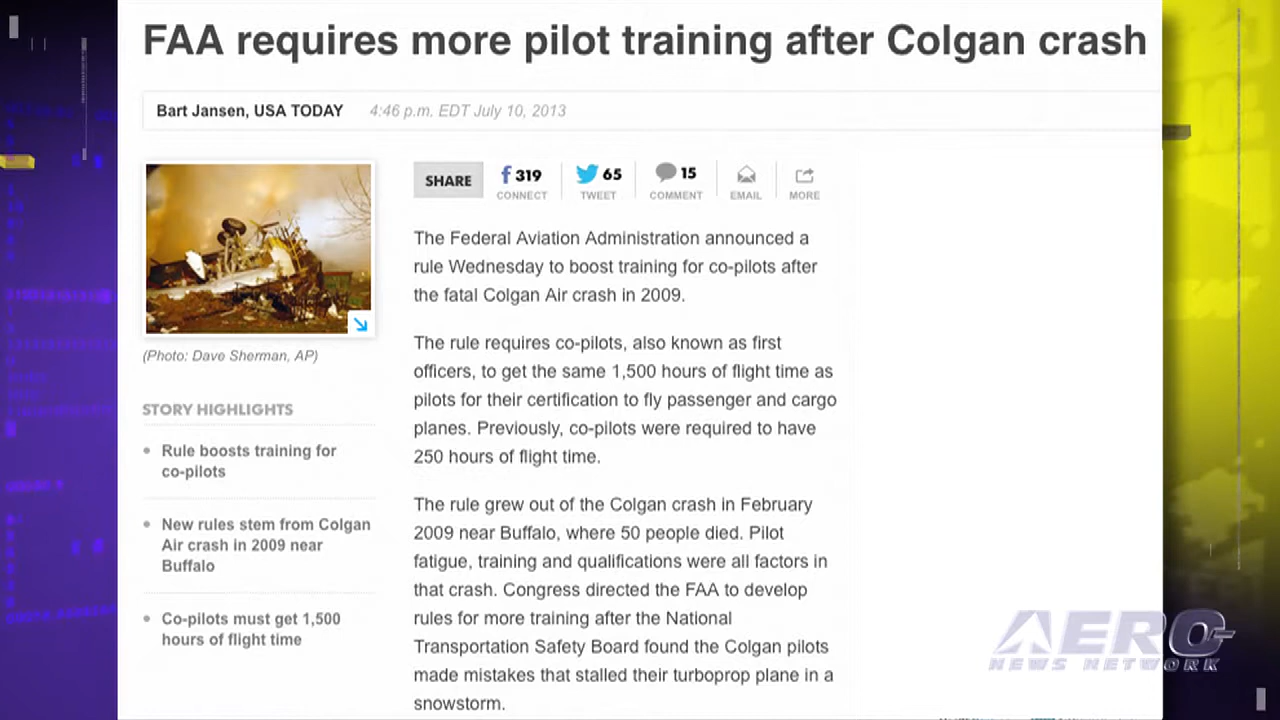 FAA requires more pilot training after Colgan crash
Bart Jansen, USA TODAY 4:46 p.m. EDT July 10, 2013
(Photo: Dave Sherman, AP)
STORY HIGHLIGHTS
Rule boosts training for
co-pilots
New rules stem from Colgan
Air crash in 2009 near
Buffalo
Co-pilots must get 1,500
hours of flight time
SHARE
319
CONNECT
65
TWEET
15
COMMENT
EMAIL
MORE
The Federal Aviation Administration announced a
rule Wednesday to boost training for co-pilots after
the fatal Colgan Air crash in 2009.
The rule requires co-pilots, also known as first
officers, to get the same 1,500 hours of flight time as
pilots for their certification to fly passenger and cargo
planes. Previously, co-pilots were required to have
250 hours of flight time.
The rule grew out of the Colgan crash in February
2009 near Buffalo, where 50 people died. Pilot
fatigue, training and qualifications were all factors in
that crash. Congress directed the FAA to develop
rules for more training after the National
Transportation Safety Board found the Colgan pilots
made mistakes that stalled their turboprop plane in a
snowstorm.
AERO
NEWS NETWORK